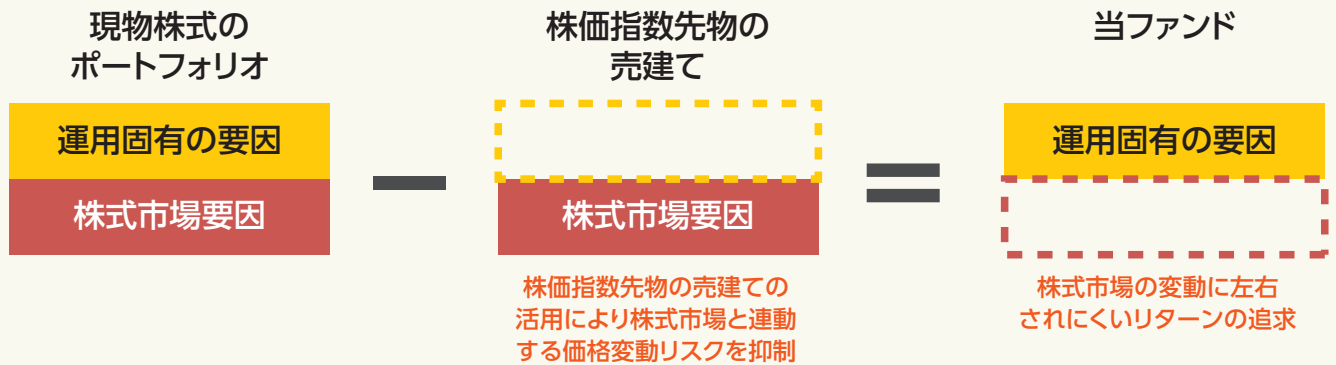 現物株式の
ポートフォリオ
株価指数先物の
売建て
当ファンド
運用固有の要因
株式市場要因
株式市場要因
運用固有の要因
株価指数先物の売建ての
活用により株式市場と連動
する価格変動リスクを抑制
株式市場の変動に左右
されにくいリターンの追求